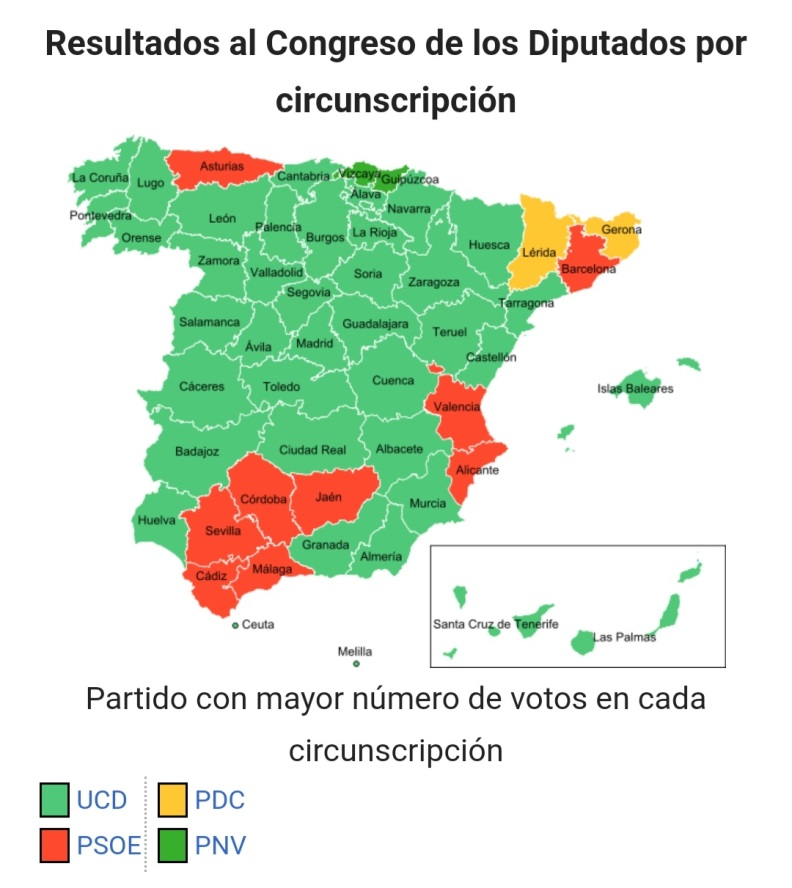 Resultados al Congreso de los Diputados por
circunscripción
Asturias
La Coruña
Lugo
Cantabria
Vizcaya
Guipúzcoa
Álava
Navarra
Pontevedra
Orense
León
Palencia
Burgos
La Rioja
Huesca
Lérida
Gerona
Barcelona
Zamora
Valladolid
Soria
Zaragoza
Segovia
Tarragona
Salamanca
Ávila
Madrid
Guadalajara
Teruel
Castellón
Cáceres
Toledo
Cuenca
Valencia
Islas Baleares
Badajoz
Ciudad Real
Albacete
Alicante
Córdoba
Jaén
Murcia
Huelva
Sevilla
Granada
Almería
Cádiz
Málaga
Ceuta
Melilla
Santa Cruz de Tenerife
Las Palmas
Partido con mayor número de votos en cada
circunscripción
UCD
PDC
PSOE
PNV